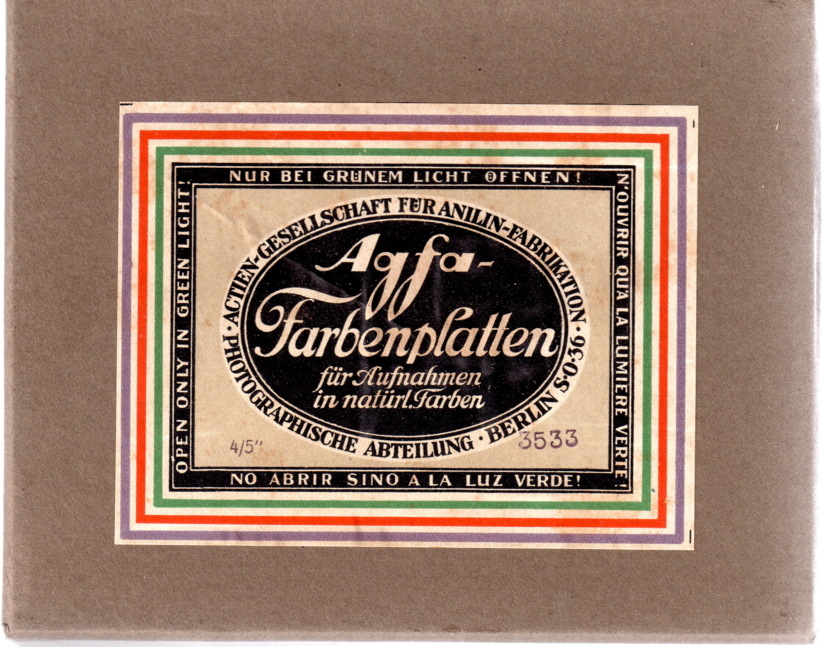 NUR BEI GRÜNEM LICHT ÖFFNEN!
OPEN ONLY IN GREEN LIGHT!
N'OUVRIR QU'A LA LUMIERE VERTE!
· ACTIEN-GESELLSCHAFT FÜR ANILIN-FABRIKATION ·
Agfa-
Farbenplatten
für Aufnahmen
in natürl. Farben
PHOTOGRAPHISCHE ABTEILUNG · BERLIN S·O·36
4/5"
3533
NO ABRIR SINO A LA LUZ VERDE!